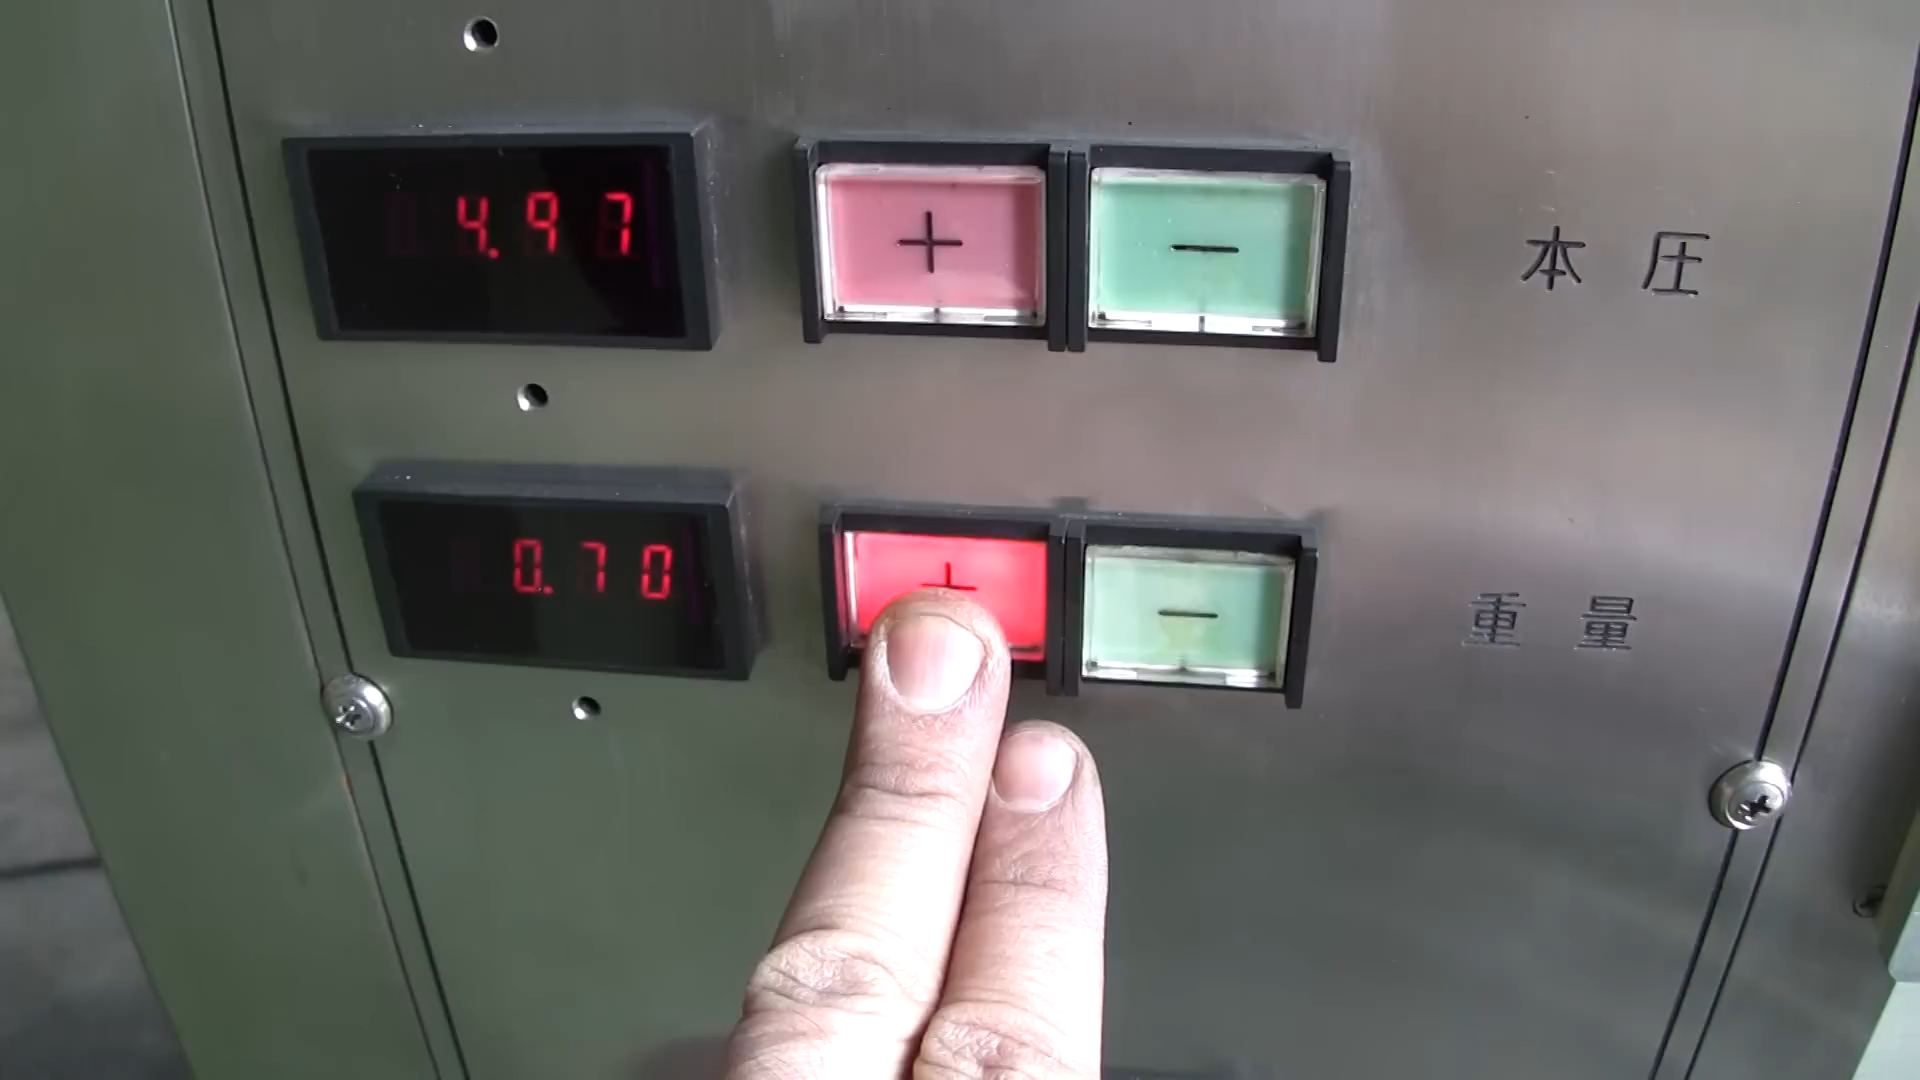 4.97 + − 本圧
0.70 + − 重量